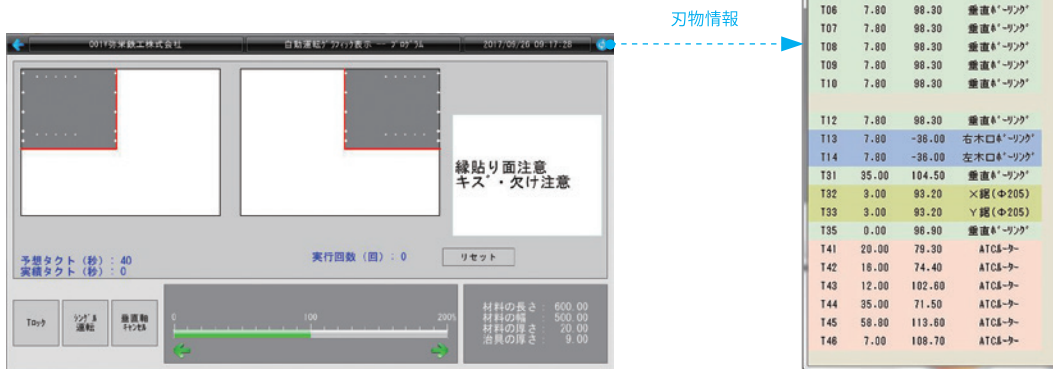 刃物情報
001#弥米鉄工株式会社 自動運転グラフィック表示 -- プログラム 2017/09/26 09:17:28
縁貼り面注意
キズ・欠け注意
予想タクト (秒) : 40
実績タクト (秒) : 0
実行回数 (回) : 0
リセット
Tロック
シングル
運転
垂直軸
キャンセル
0 100 200%
材料の長さ : 600.00
材料の幅 : 500.00
材料の厚さ : 20.00
治具の厚さ : 9.00
T06 7.80 98.30 垂直ボーリング
T07 7.80 98.30 垂直ボーリング
T08 7.80 98.30 垂直ボーリング
T09 7.80 98.30 垂直ボーリング
T10 7.80 98.30 垂直ボーリング
T12 7.80 98.30 垂直ボーリング
T13 7.80 -36.00 右木口ボーリング
T14 7.80 -36.00 左木口ボーリング
T31 35.00 104.50 垂直ボーリング
T32 3.00 93.20 X鋸(Φ205)
T33 3.00 93.20 Y鋸(Φ205)
T35 0.00 96.90 垂直ボーリング
T41 20.00 79.30 ATCルーター
T42 16.00 74.40 ATCルーター
T43 12.00 102.60 ATCルーター
T44 35.00 71.50 ATCルーター
T45 58.80 113.60 ATCルーター
T46 7.00 108.70 ATCルーター